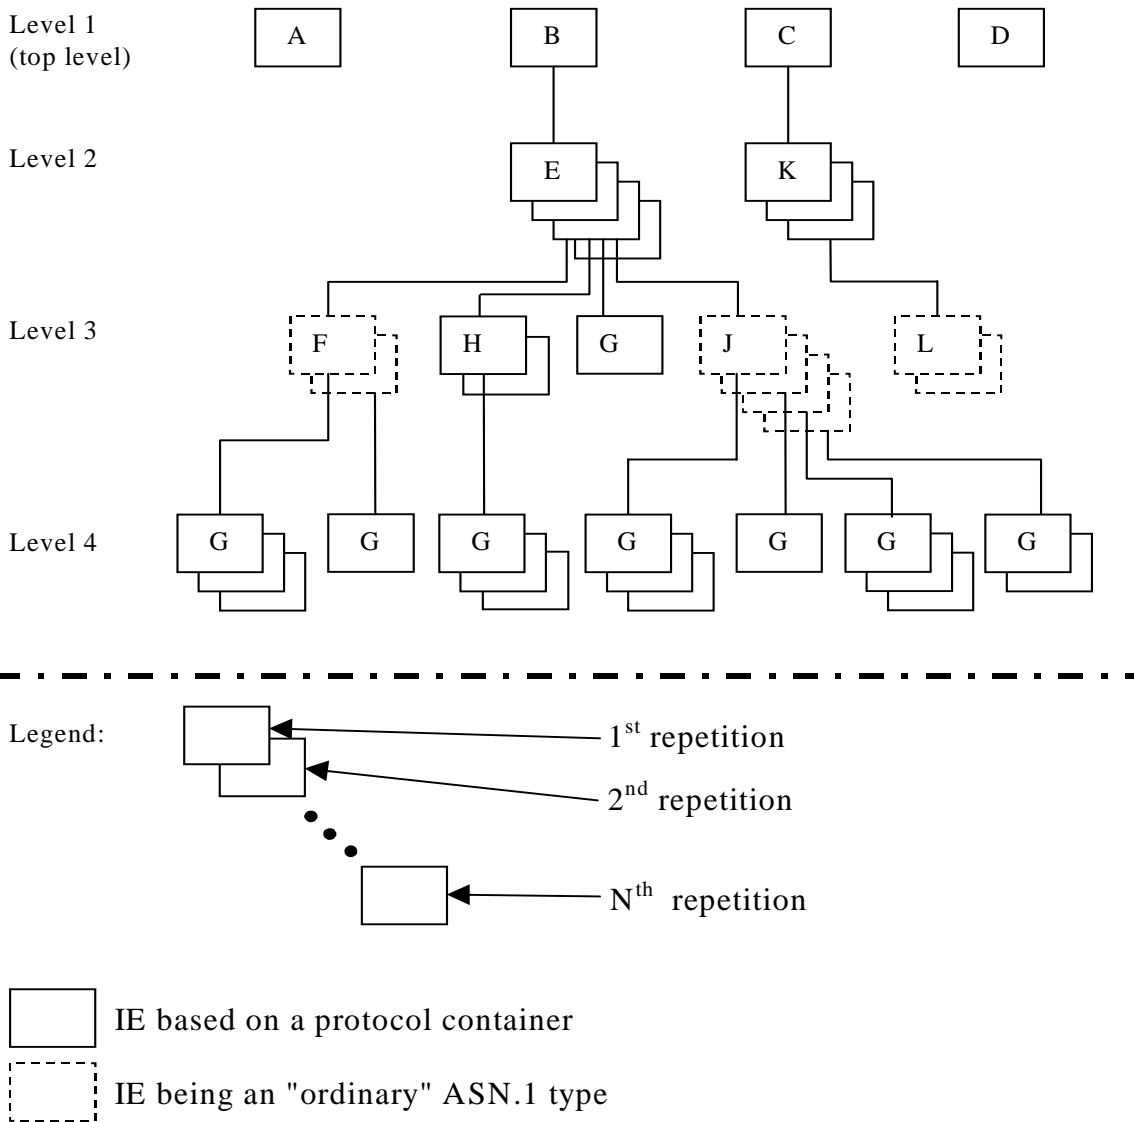 Level 1
(top level)
A
B
C
D
Level 2
E
K
Level 3
F
H
G
J
L
Level 4
G
G
G
G
G
G
G
Legend:
1st repetition
2nd repetition
Nth repetition
IE based on a protocol container
IE being an "ordinary" ASN.1 type